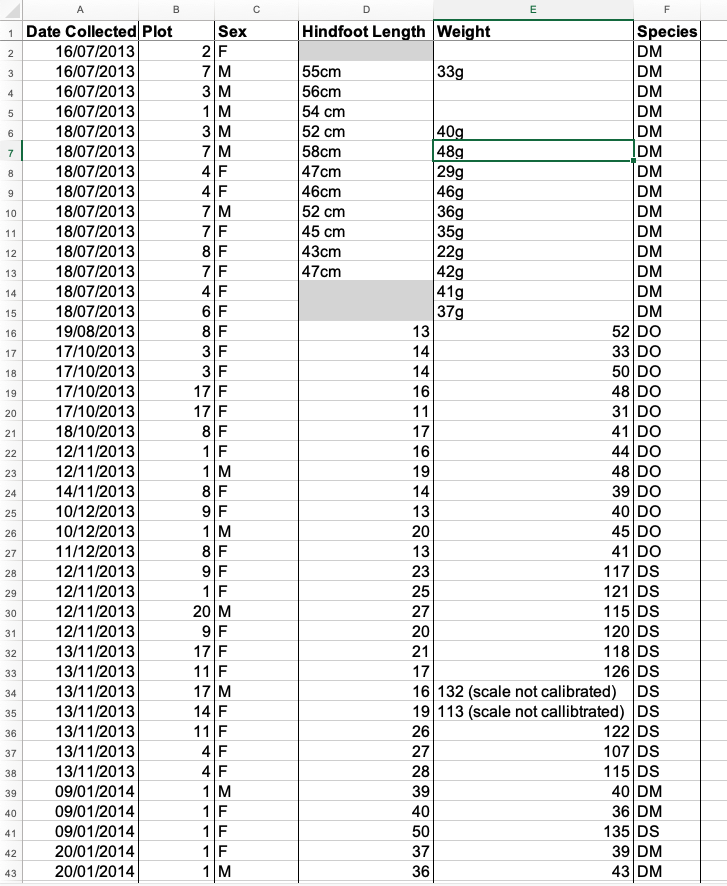 A B C D E F
1 Date Collected Plot Sex Hindfoot Length Weight Species
2 16/07/2013 2 F DM
3 16/07/2013 7 M 55cm 33g DM
4 16/07/2013 3 M 56cm DM
5 16/07/2013 1 M 54 cm DM
6 18/07/2013 3 M 52 cm 40g DM
7 18/07/2013 7 M 58cm 48g DM
8 18/07/2013 4 F 47cm 29g DM
9 18/07/2013 4 F 46cm 46g DM
10 18/07/2013 7 M 52 cm 36g DM
11 18/07/2013 7 F 45 cm 35g DM
12 18/07/2013 8 F 43cm 22g DM
13 18/07/2013 7 F 47cm 42g DM
14 18/07/2013 4 F 41g DM
15 18/07/2013 6 F 37g DM
16 19/08/2013 8 F 13 52 DO
17 17/10/2013 3 F 14 33 DO
18 17/10/2013 3 F 14 50 DO
19 17/10/2013 17 F 16 48 DO
20 17/10/2013 17 F 11 31 DO
21 18/10/2013 8 F 17 41 DO
22 12/11/2013 1 F 16 44 DO
23 12/11/2013 1 M 19 48 DO
24 14/11/2013 8 F 14 39 DO
25 10/12/2013 9 F 13 40 DO
26 10/12/2013 1 M 20 45 DO
27 11/12/2013 8 F 13 41 DO
28 12/11/2013 9 F 23 117 DS
29 12/11/2013 1 F 25 121 DS
30 12/11/2013 20 M 27 115 DS
31 12/11/2013 9 F 20 120 DS
32 13/11/2013 17 F 21 118 DS
33 13/11/2013 11 F 17 126 DS
34 13/11/2013 17 M 16 132 (scale not calibrated) DS
35 13/11/2013 14 F 19 113 (scale not callibtrated) DS
36 13/11/2013 11 F 26 122 DS
37 13/11/2013 4 F 27 107 DS
38 13/11/2013 4 F 28 115 DS
39 09/01/2014 1 M 39 40 DM
40 09/01/2014 1 F 40 36 DM
41 09/01/2014 1 F 50 135 DS
42 20/01/2014 1 F 37 39 DM
43 20/01/2014 1 M 36 43 DM